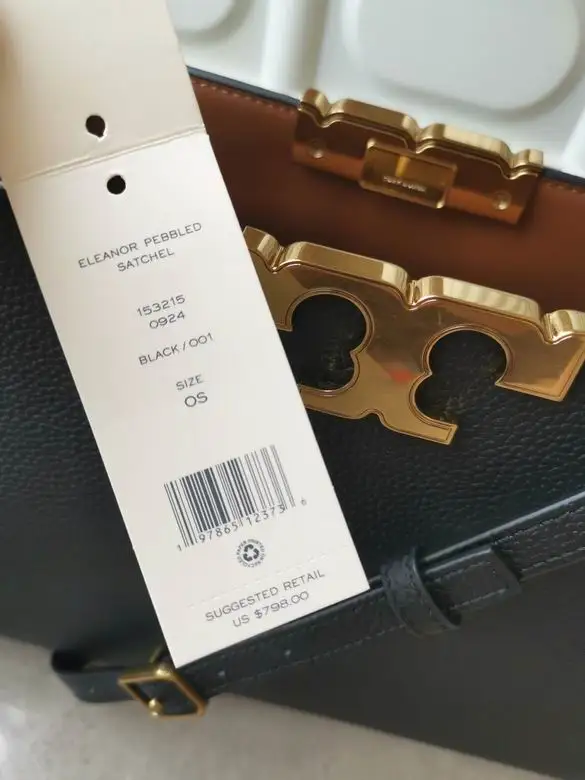 ELEANOR PEBBLED
SATCHEL
153215
0924
BLACK/001
SIZE
OS
1 97865 12373 6
SUGGESTED RETAIL
US $798.00